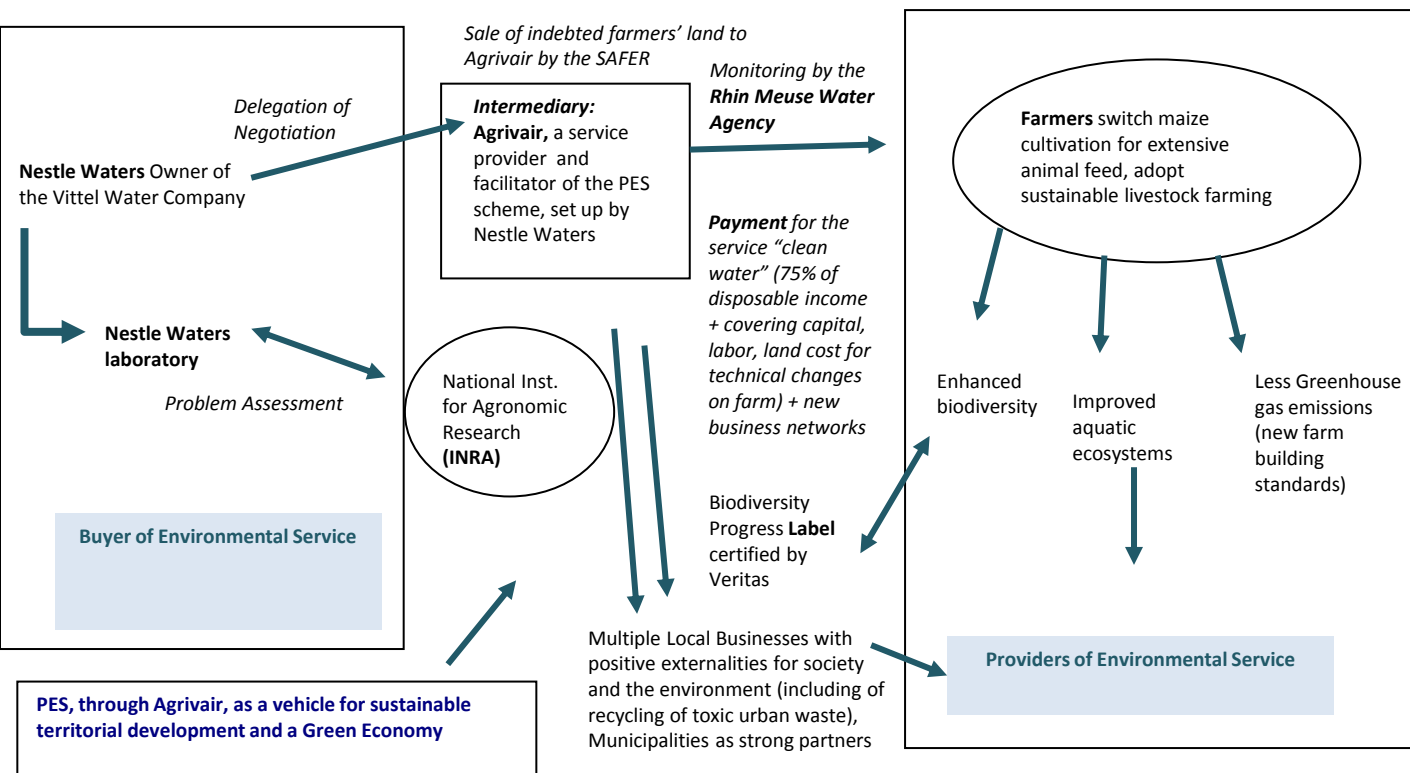 Sale of indebted farmers’ land to
Agrivair by the SAFER
Delegation of
Negotiation
Nestle Waters Owner of
the Vittel Water Company
Nestle Waters
laboratory
Problem Assessment
Buyer of Environmental Service
Intermediary:
Agrivair, a service
provider and
facilitator of the PES
scheme, set up by
Nestle Waters
National Inst.
for Agronomic
Research
(INRA)
Monitoring by the
Rhin Meuse Water
Agency
Payment for the
service “clean
water” (75% of
disposable income
+ covering capital,
labor, land cost for
technical changes
on farm) + new
business networks
Biodiversity
Progress Label
certified by
Veritas
Multiple Local Businesses with
positive externalities for society
and the environment (including of
recycling of toxic urban waste),
Municipalities as strong partners
Farmers switch maize
cultivation for extensive
animal feed, adopt
sustainable livestock farming
Enhanced
biodiversity
Improved
aquatic
ecosystems
Less Greenhouse
gas emissions
(new farm
building
standards)
Providers of Environmental Service
PES, through Agrivair, as a vehicle for sustainable
territorial development and a Green Economy